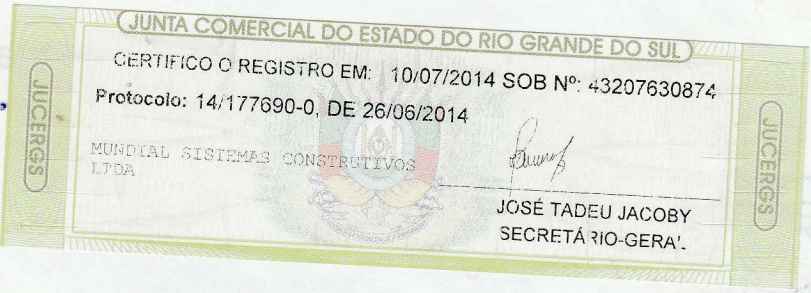 JUNTA COMERCIAL DO ESTADO DO RIO GRANDE DO SUL
CERTIFICO O REGISTRO EM: 10/07/2014 SOB Nº: 43207630874
Protocolo: 14/177690-0, DE 26/06/2014
JUCERGS
MUNDIAL SISTEMAS CONSTRUTIVOS
LTDA
JUCERGS
JOSÉ TADEU JACOBY
SECRETÁRIO-GERAL